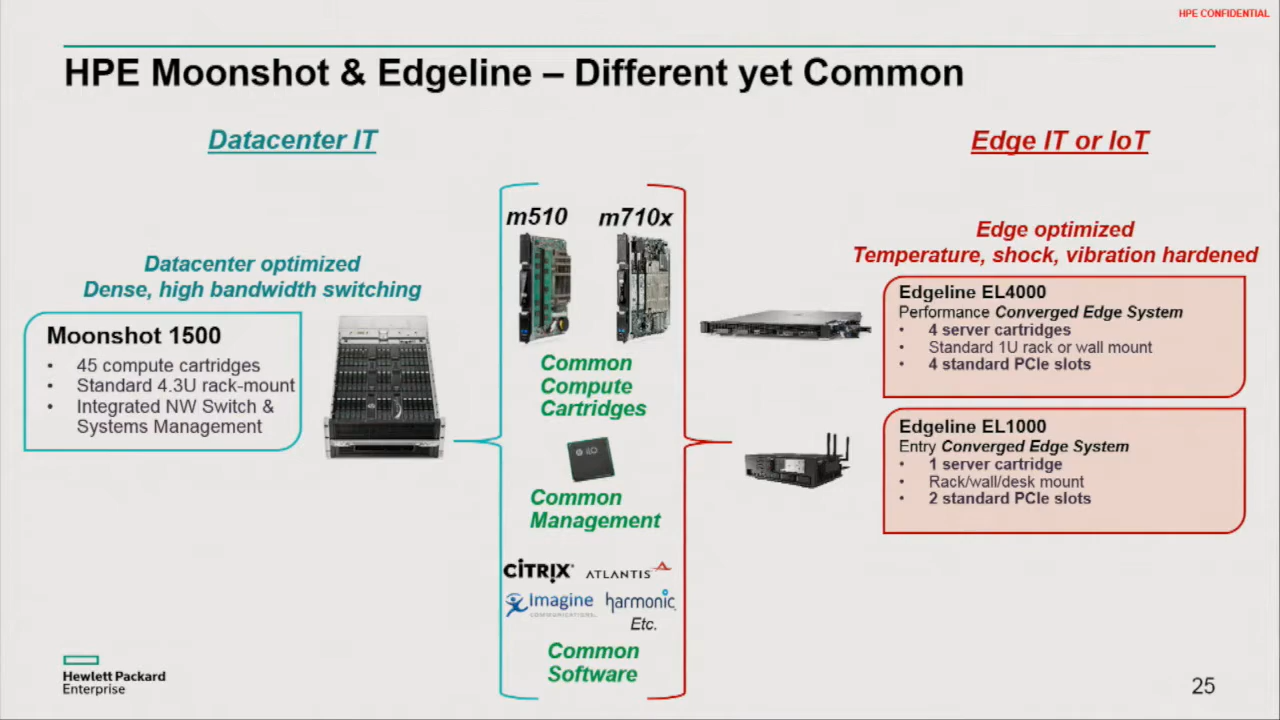 HPE CONFIDENTIAL
HPE Moonshot & Edgeline – Different yet Common
Datacenter IT
Edge IT or IoT
Datacenter optimized
Dense, high bandwidth switching
Moonshot 1500
• 45 compute cartridges
• Standard 4.3U rack-mount
• Integrated NW Switch &
Systems Management
m510 m710x
Common
Compute
Cartridges
iLO
Common
Management
CİTRIX®
ATLANTIS
Imagine
COMMUNICATIONS
harmonic
Etc.
Common
Software
Edge optimized
Temperature, shock, vibration hardened
Edgeline EL4000
Performance Converged Edge System
• 4 server cartridges
• Standard 1U rack or wall mount
• 4 standard PCIe slots
Edgeline EL1000
Entry Converged Edge System
• 1 server cartridge
• Rack/wall/desk mount
• 2 standard PCIe slots
Hewlett Packard
Enterprise
25